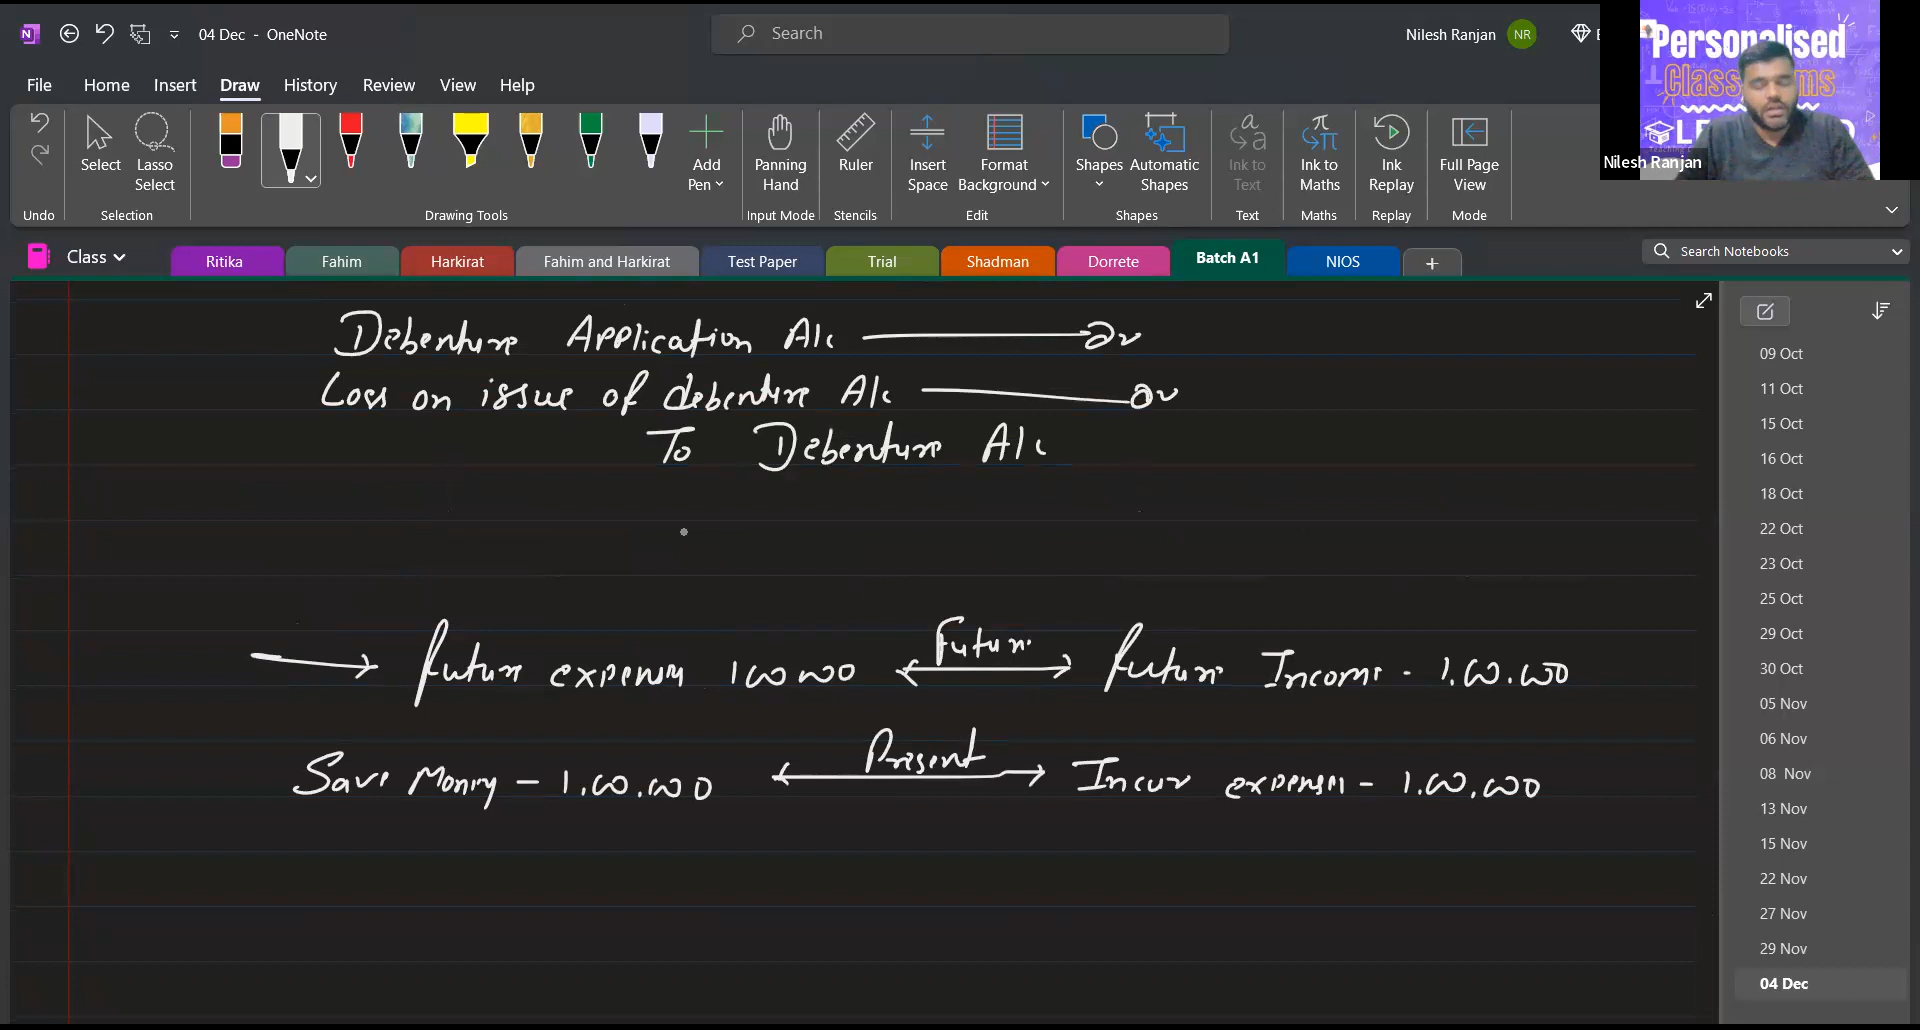 04 Dec - OneNote
Search
Nilesh Ranjan NR
File Home Insert Draw History Review View Help
Select
Lasso Select
Add Pen
Panning Hand
Ruler
Insert Space
Format Background
Shapes
Automatic Shapes
Ink to Text
Ink to Maths
Ink Replay
Full Page View
Undo Selection Drawing Tools Input Mode Stencils Edit Shapes Text Maths Replay Mode
Personalised
Nilesh Ranjan
Class Ritika Fahim Harkirat Fahim and Harkirat Test Paper Trial Shadman Dorrete Batch A1 NIOS + Search Notebooks
Debenture Application A/c Dr
Loss on issue of debenture A/c Dr
To Debenture A/c
Future expense 100000 Future Future Income - 1,00,000
Save Money - 1,00,000 Present Incur expenses - 1,00,000
09 Oct
11 Oct
15 Oct
16 Oct
18 Oct
22 Oct
23 Oct
25 Oct
29 Oct
30 Oct
05 Nov
06 Nov
08 Nov
13 Nov
15 Nov
22 Nov
27 Nov
29 Nov
04 Dec